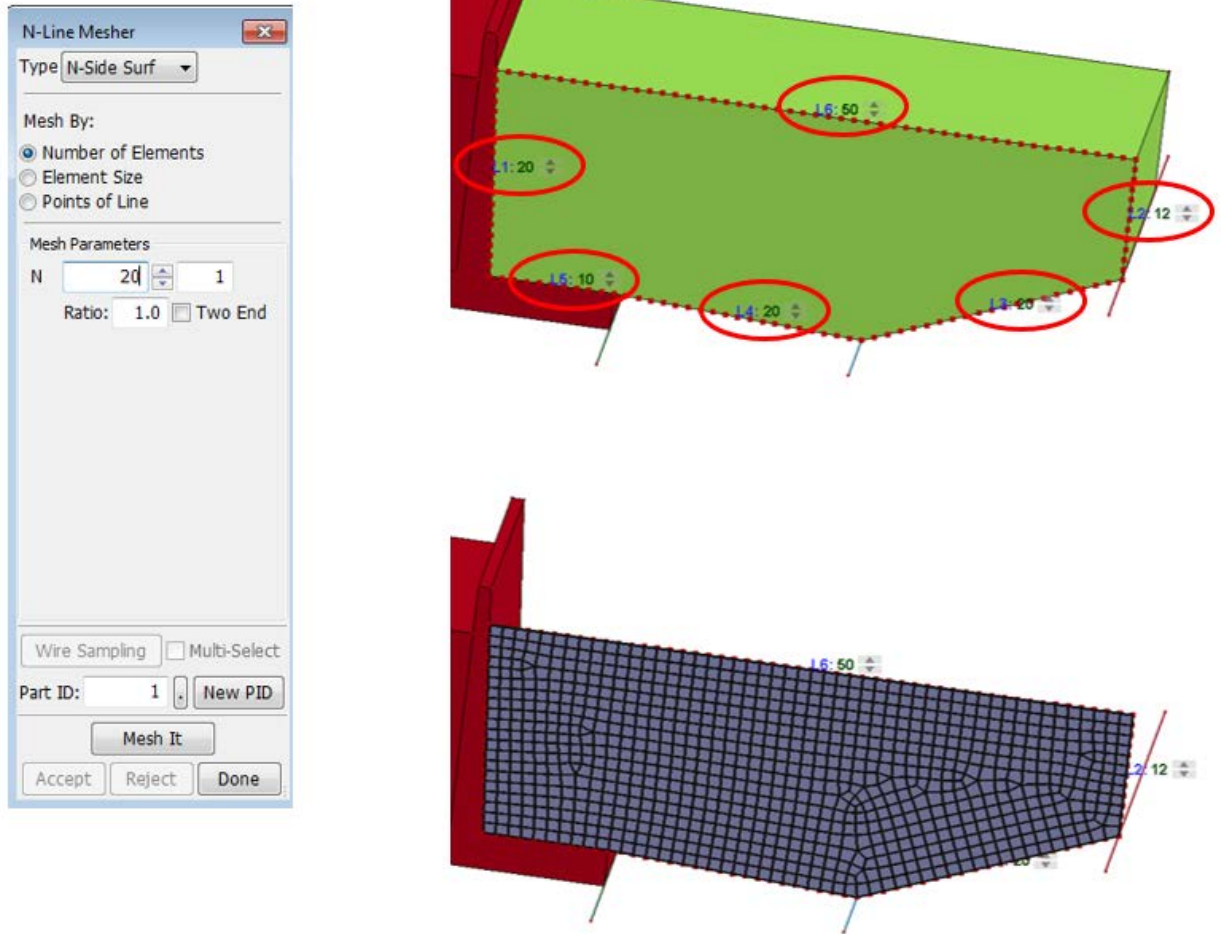 N-Line Mesher
Type N-Side Surf
Mesh By:
Number of Elements
Element Size
Points of Line
Mesh Parameters
N 20 1
Ratio: 1.0 Two End
Wire Sampling Multi-Select
Part ID: 1 . New PID
Mesh It
Accept Reject Done
L6: 50
L1: 20
L2: 12
L5: 10
L4: 20
L3: 20
L6: 50
L2: 12
20